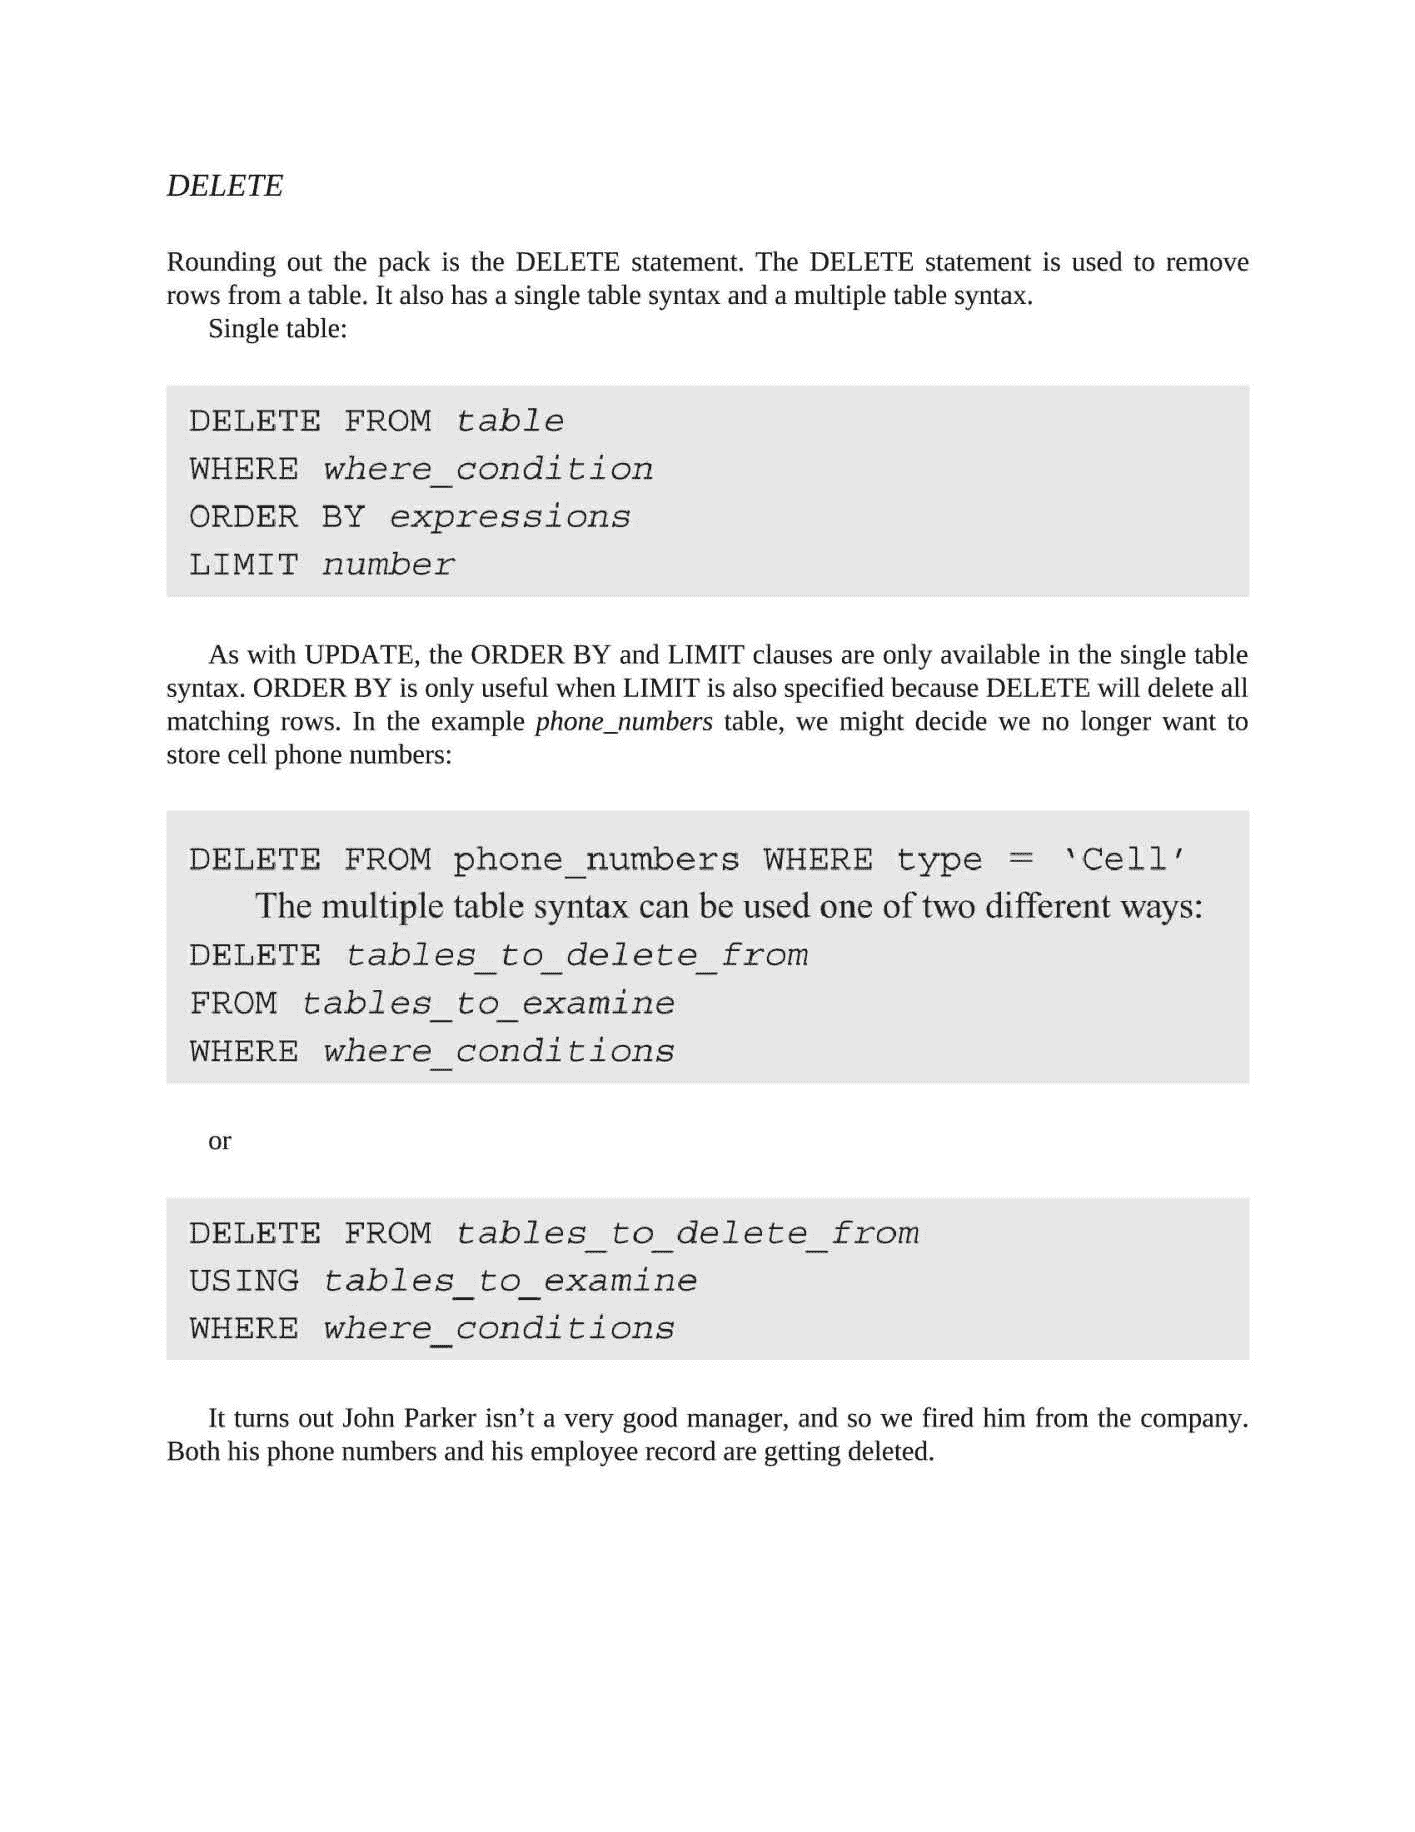 DELETE
Rounding out the pack is the DELETE statement. The DELETE statement is used to remove
rows from a table. It also has a single table syntax and a multiple table syntax.
Single table:
DELETE FROM table
WHERE where_condition
ORDER BY expressions
LIMIT number
As with UPDATE, the ORDER BY and LIMIT clauses are only available in the single table
syntax. ORDER BY is only useful when LIMIT is also specified because DELETE will delete all
matching rows. In the example phone_numbers table, we might decide we no longer want to
store cell phone numbers:
DELETE FROM phone_numbers WHERE type = ‘Cell’
The multiple table syntax can be used one of two different ways:
DELETE tables_to_delete_from
FROM tables_to_examine
WHERE where_conditions
or
DELETE FROM tables_to_delete_from
USING tables_to_examine
WHERE where_conditions
It turns out John Parker isn’t a very good manager, and so we fired him from the company.
Both his phone numbers and his employee record are getting deleted.